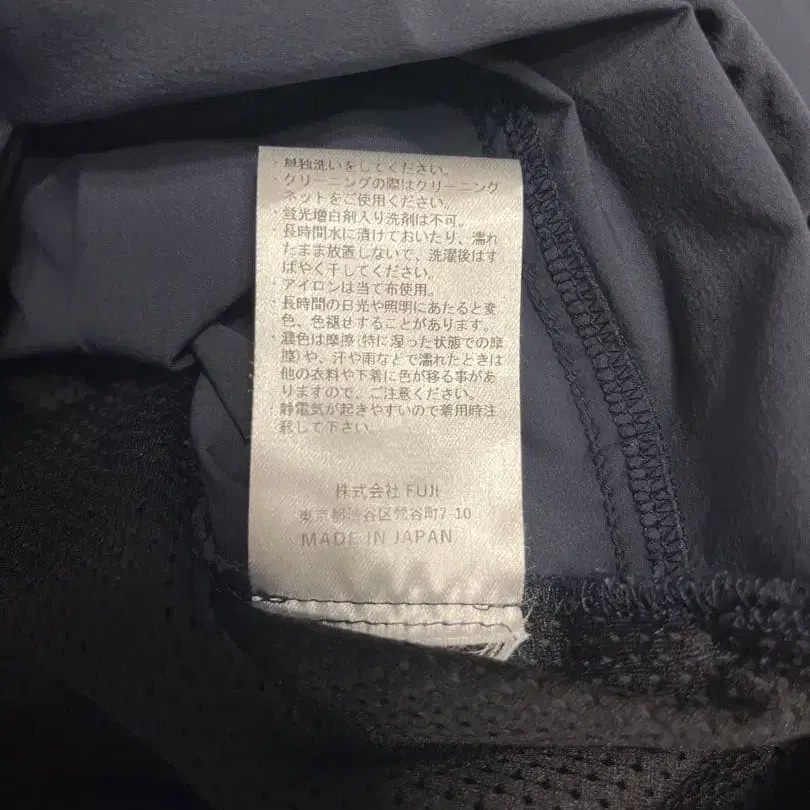 ・単独洗いをしてください。
・クリーニングの際はクリーニング
ネットをご使用ください。
・蛍光増白剤入り洗剤は不可。
・長時間水に漬けておいたり、濡れ
たまま放置しないで、洗濯後はす
ばやく干してください。
・アイロンは当て布使用。
・長時間の日光や照明にあたると変
色、色褪せすることがあります。
・濃色は摩擦(特に湿った状態での摩
擦)や、汗や雨などで濡れたときは
他の衣料や下着に色が移る事があ
りますので、ご注意ください。
・静電気が起きやすいので着用時注
意して下さい。
株式会社 FUJI
東京都渋谷区鶯谷町7-10
MADE IN JAPAN